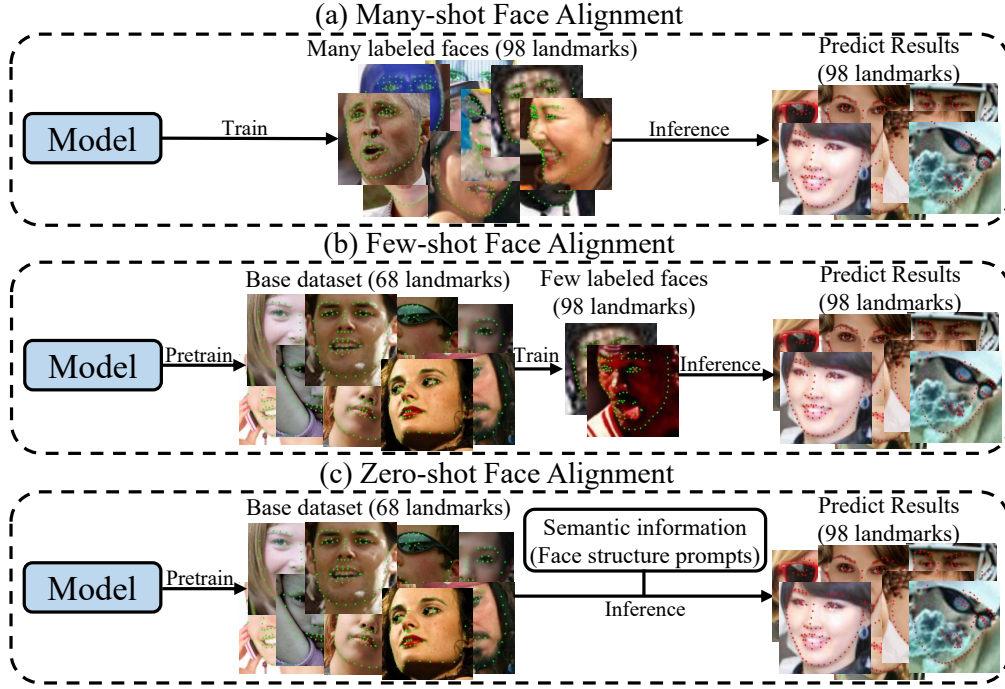 (a) Many-shot Face Alignment
Many labeled faces (98 landmarks)
Predict Results
(98 landmarks)
Model
Train
Inference
(b) Few-shot Face Alignment
Base dataset (68 landmarks)
Few labeled faces
(98 landmarks)
Predict Results
(98 landmarks)
Model
Pretrain
Train
Inference
(c) Zero-shot Face Alignment
Base dataset (68 landmarks)
Semantic information
(Face structure prompts)
Predict Results
(98 landmarks)
Model
Pretrain
Inference